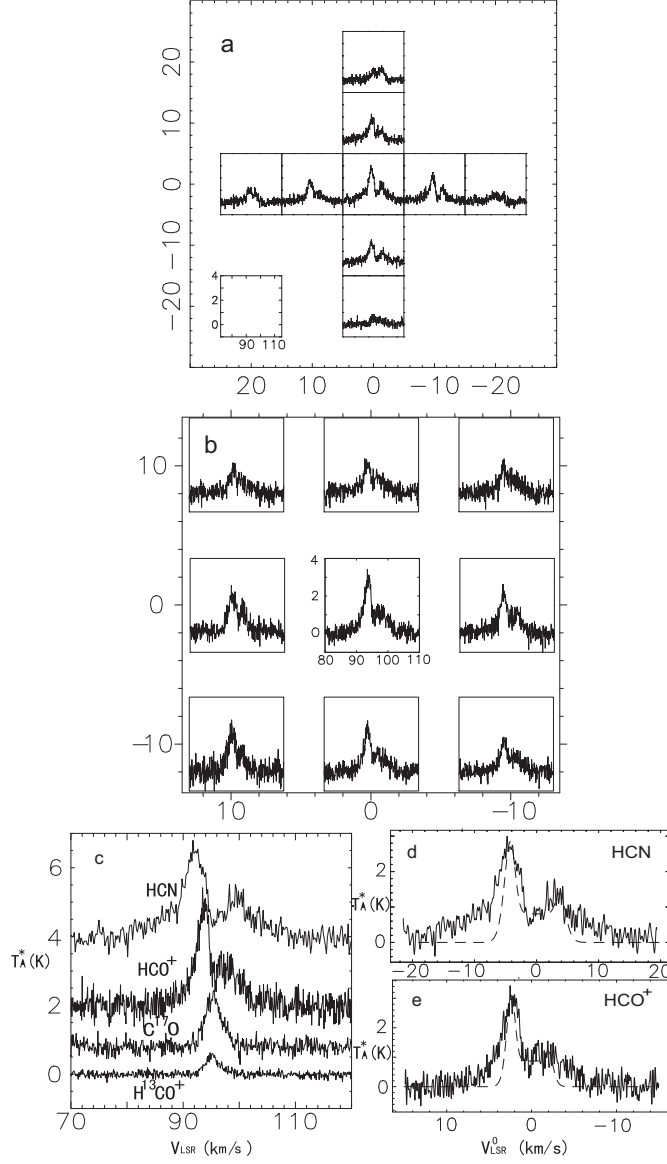 a
20
10
0
−10
−20
4
2
0
90 110
20 10 0 −10 −20
b
10
0
−10
4
2
0
80 90 100 110
10 0 −10
c
6
4
2
0
T*A (K)
HCN
HCO+
C17O
H13CO+
70 90 110
VLSR (km/s)
d
HCN
2
0
T*A (K)
−20 −10 0 10 20
e
HCO+
2
0
T*A (K)
10 0 −10
V0LSR (km/s)